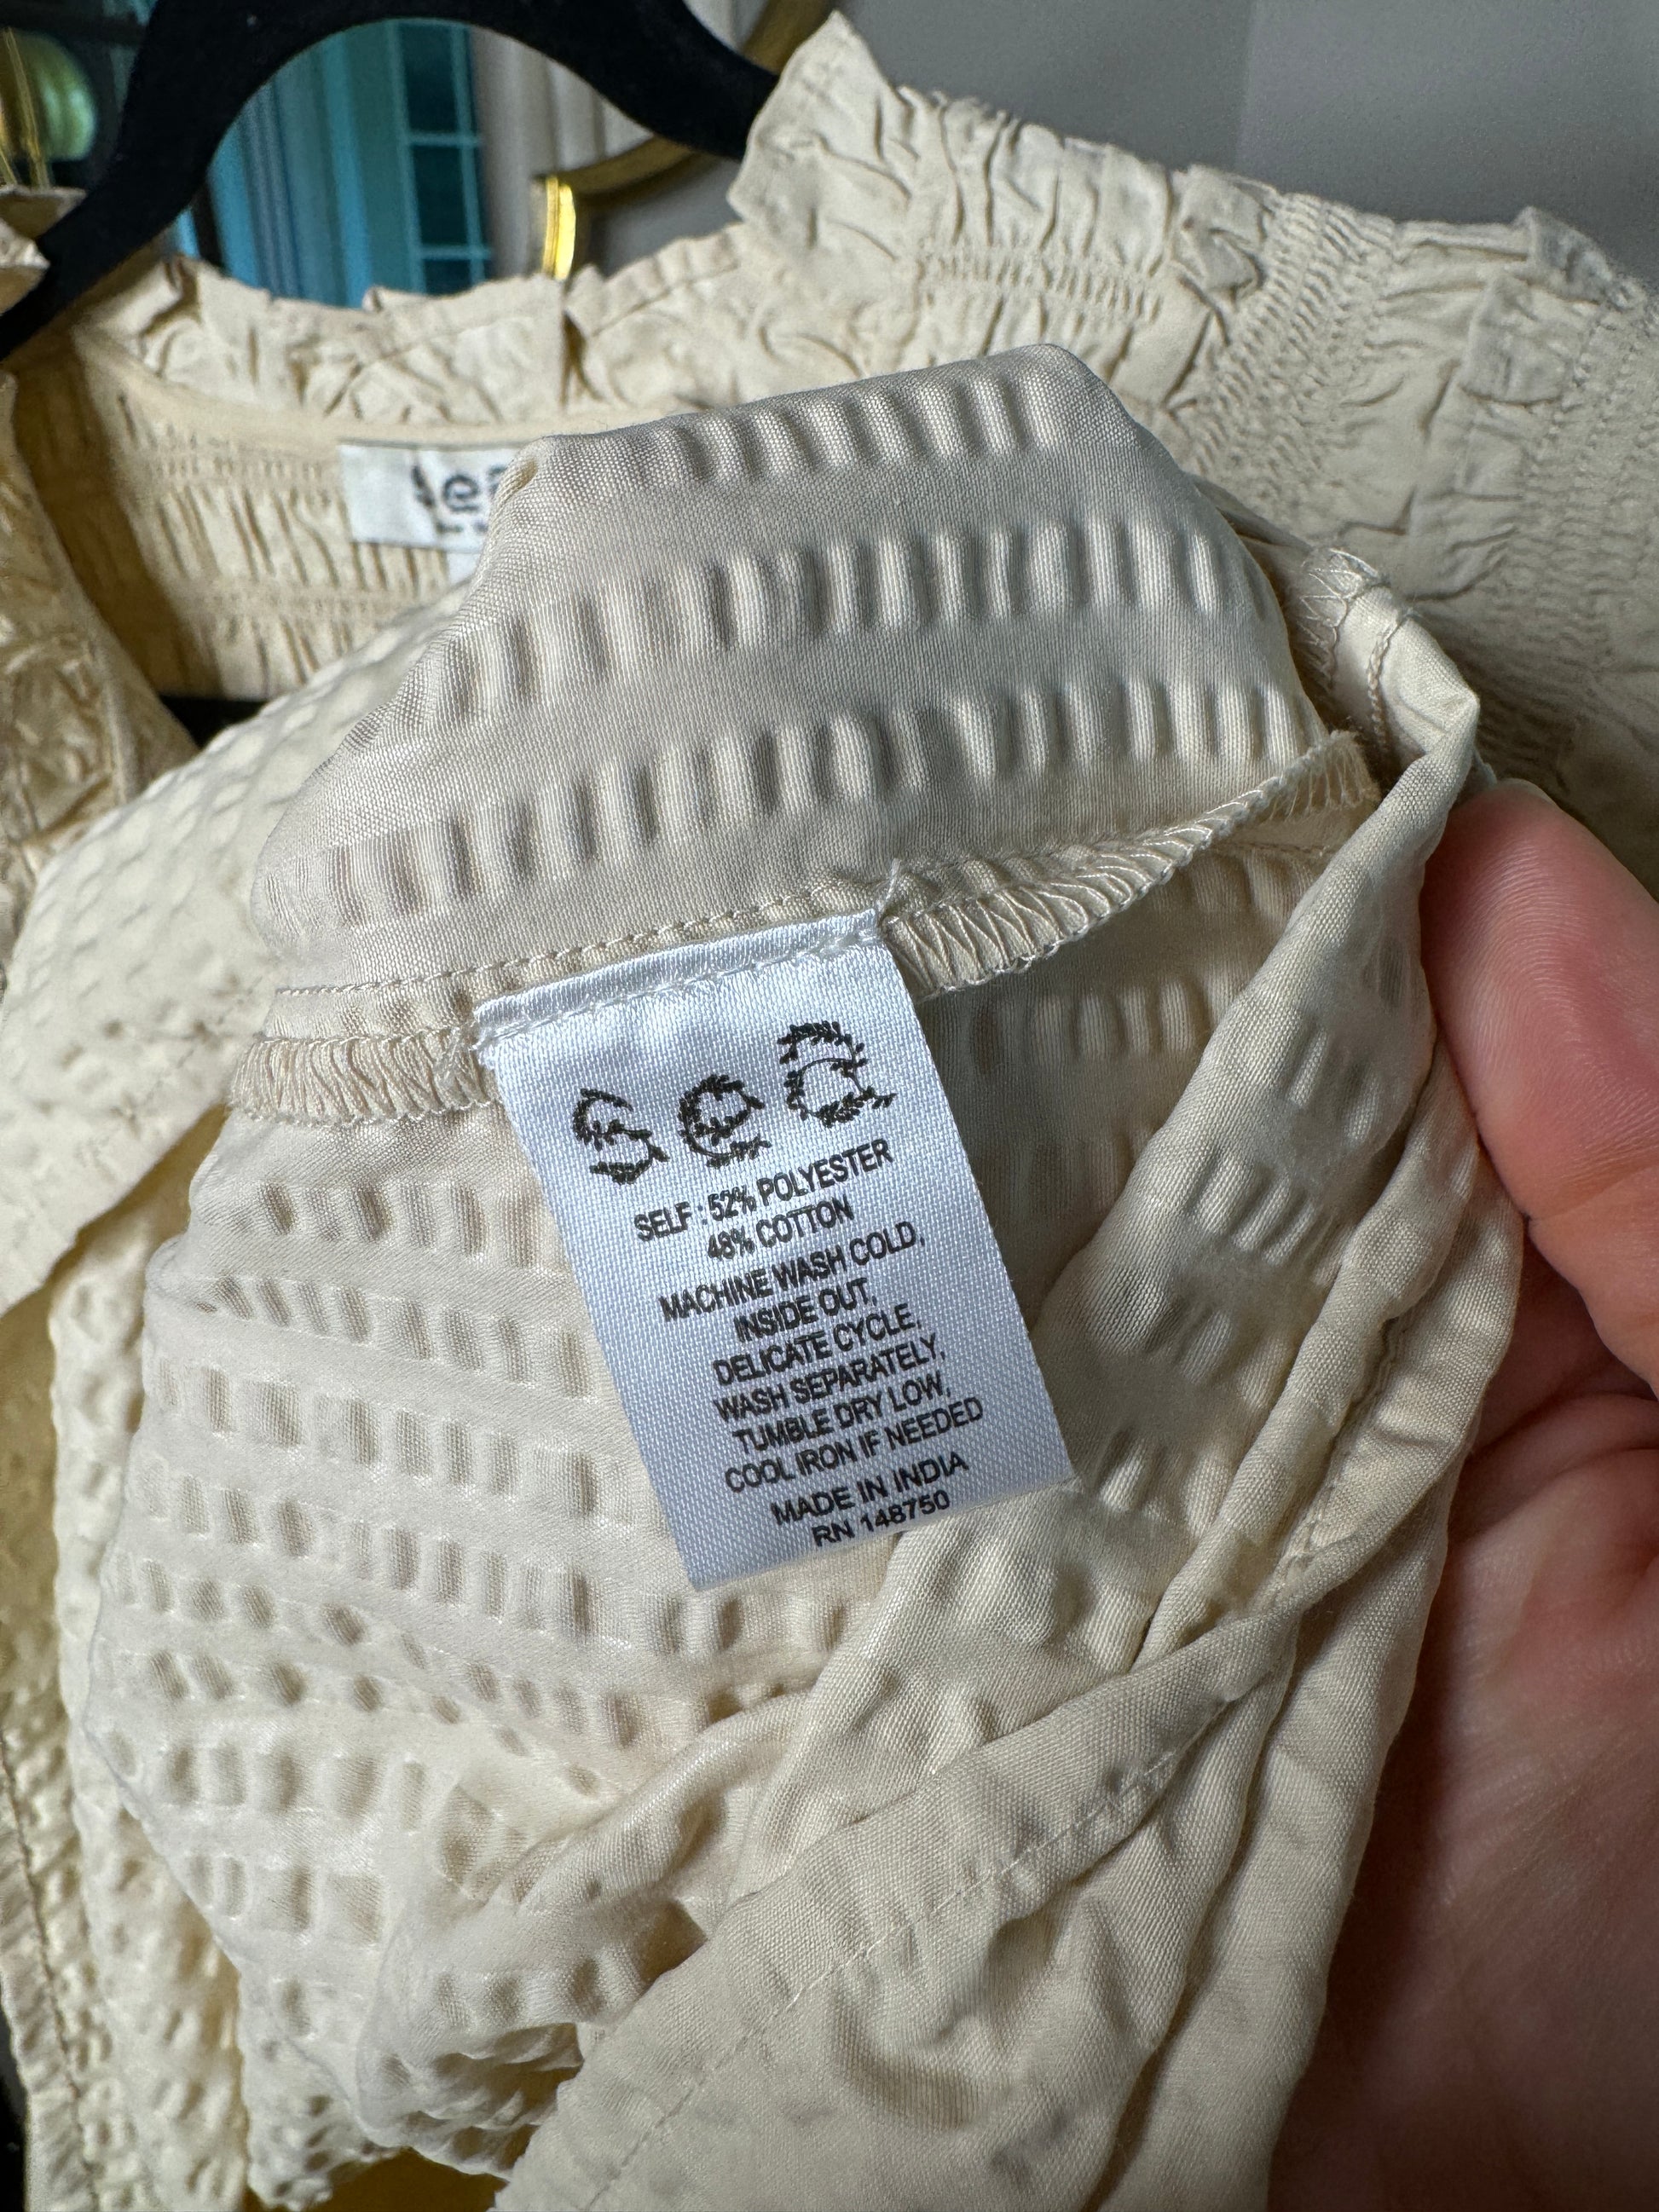 Sea
SELF : 52% POLYESTER
48% COTTON
MACHINE WASH COLD,
INSIDE OUT,
DELICATE CYCLE,
WASH SEPARATELY,
TUMBLE DRY LOW,
COOL IRON IF NEEDED
MADE IN INDIA
RN 148750